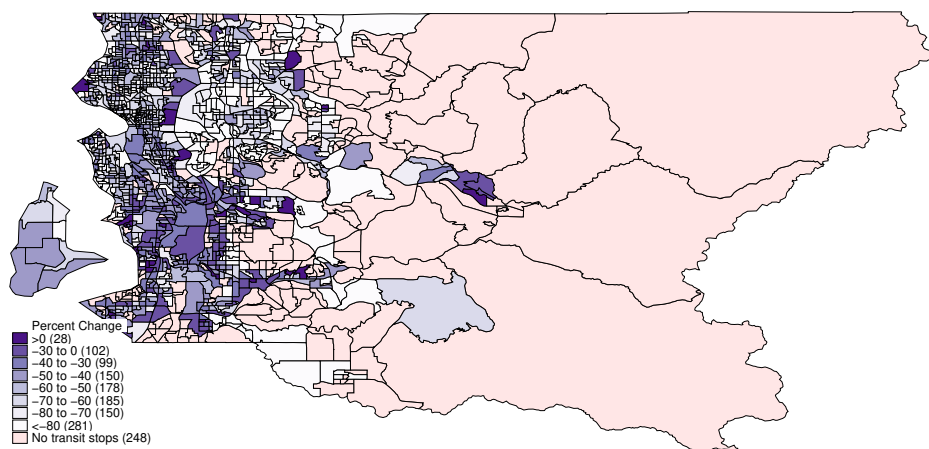 Percent Change
>0 (28)
−30 to 0 (102)
−40 to −30 (99)
−50 to −40 (150)
−60 to −50 (178)
−70 to −60 (185)
−80 to −70 (150)
<−80 (281)
No transit stops (248)